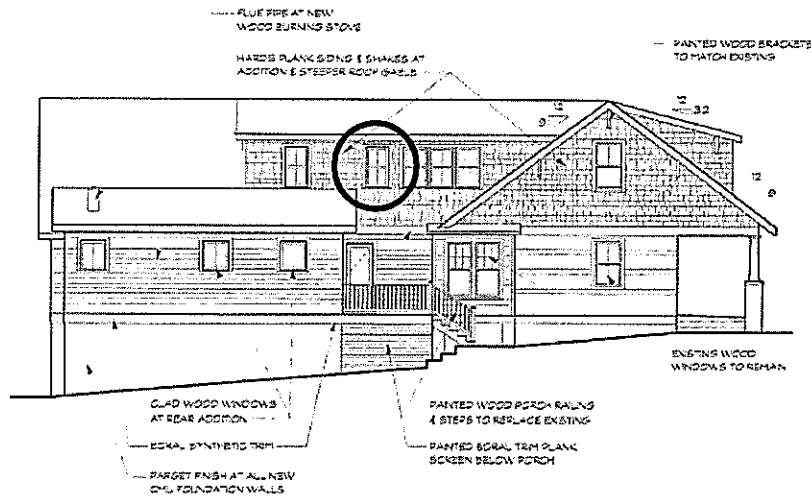 FLUE PIPE AT NEW
WOOD BURNING STOVE
HARDIE PLANK SIDING & SHAKES AT
ADDITION & STEEPER ROOF GABLE
PAINTED WOOD BRACKETS
TO MATCH EXISTING
12
9
12
3.2
12
9
EXISTING WOOD
WINDOWS TO REMAIN
CLAD WOOD WINDOWS
AT REAR ADDITION
BORAL SYNTHETIC TRIM
PARGET FINISH AT ALL NEW
CMU FOUNDATION WALLS
PAINTED WOOD PORCH RAILING
& STEPS TO REPLACE EXISTING
PAINTED BORAL TRIM PLANK
SCREEN BELOW PORCH